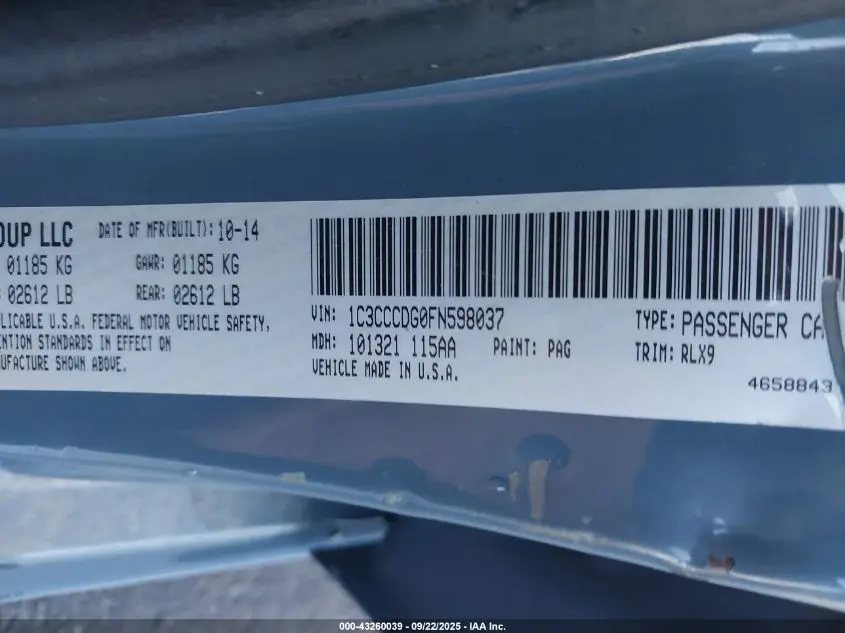 OUP LLC DATE OF MFR(BUILT): 10-14
01185 KG GAWR: 01185 KG
02612 LB REAR: 02612 LB
LICABLE U.S.A. FEDERAL MOTOR VEHICLE SAFETY,
ENTION STANDARDS IN EFFECT ON
NUFACTURE SHOWN ABOVE.
VIN: 1C3CCCDG0FN598037 TYPE: PASSENGER CA
MDH: 101321 115AA PAINT: PAG TRIM: RLX9
VEHICLE MADE IN U.S.A.
4658843
000-43260039 - 09/22/2025 - IAA Inc.